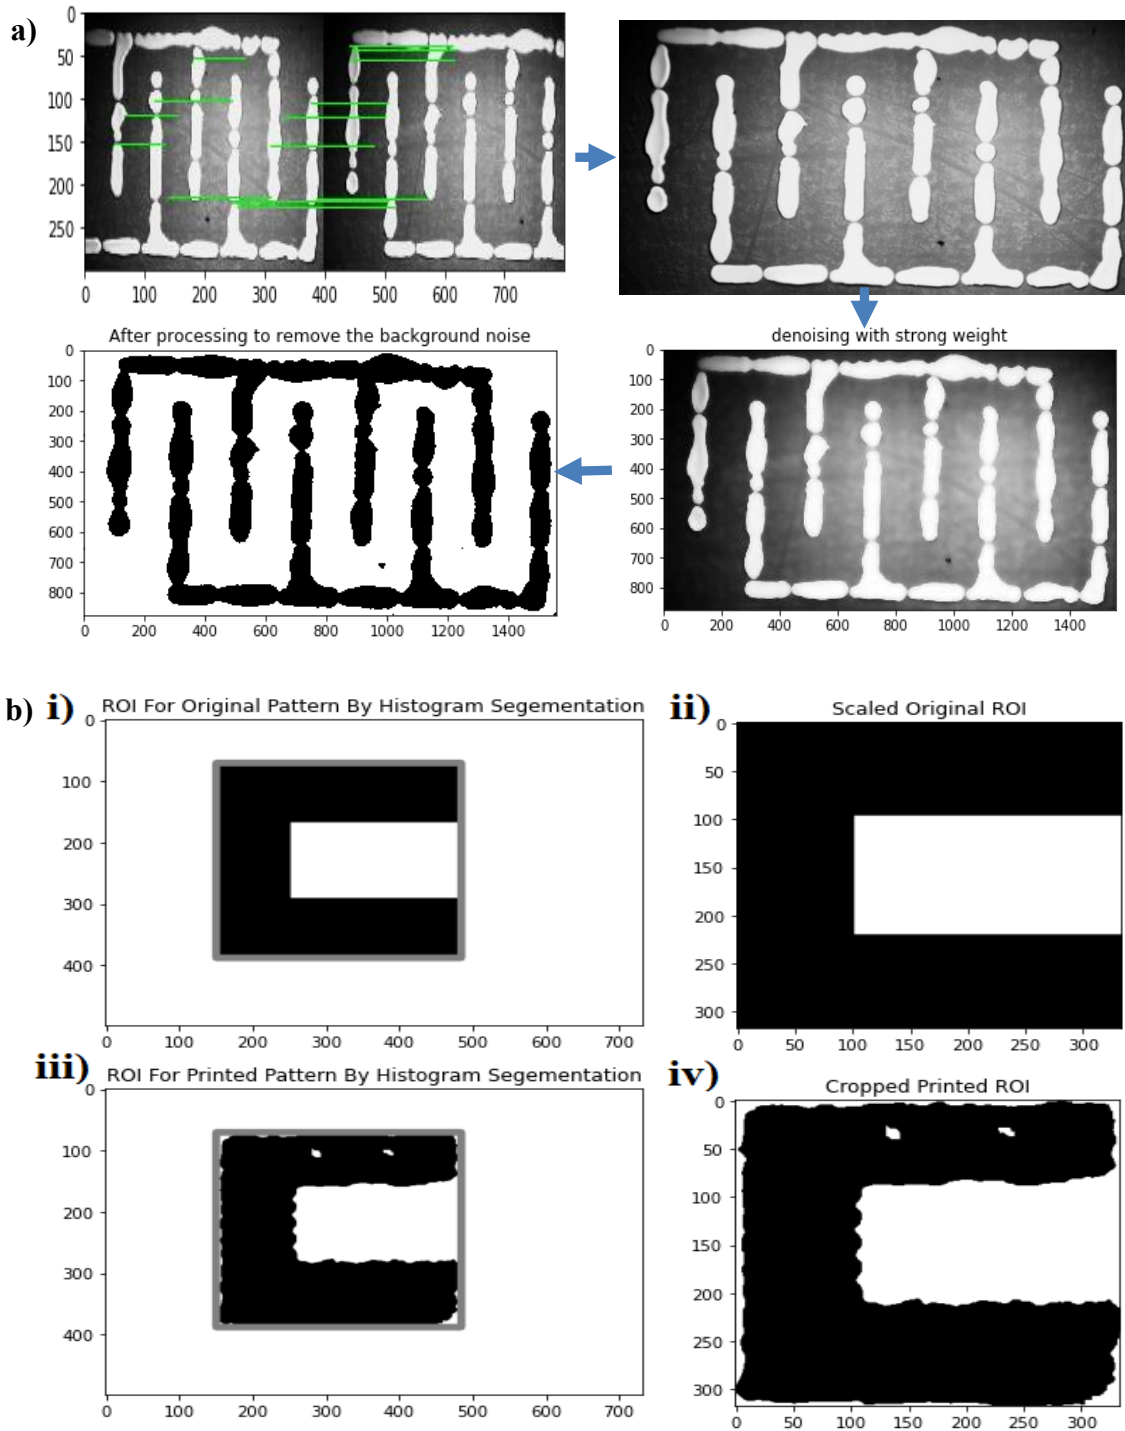 a)
0
50
100
150
200
250
0 100 200 300 400 500 600 700
After processing to remove the background noise
0
100
200
300
400
500
600
700
800
0 200 400 600 800 1000 1200 1400
denoising with strong weight
0
100
200
300
400
500
600
700
800
0 200 400 600 800 1000 1200 1400
b) i)
ROI For Original Pattern By Histogram Segementation
0
100
200
300
400
0 100 200 300 400 500 600 700
ii)
Scaled Original ROI
0
50
100
150
200
250
300
0 50 100 150 200 250 300
iii)
ROI For Printed Pattern By Histogram Segementation
0
100
200
300
400
0 100 200 300 400 500 600 700
iv)
Cropped Printed ROI
0
50
100
150
200
250
300
0 50 100 150 200 250 300